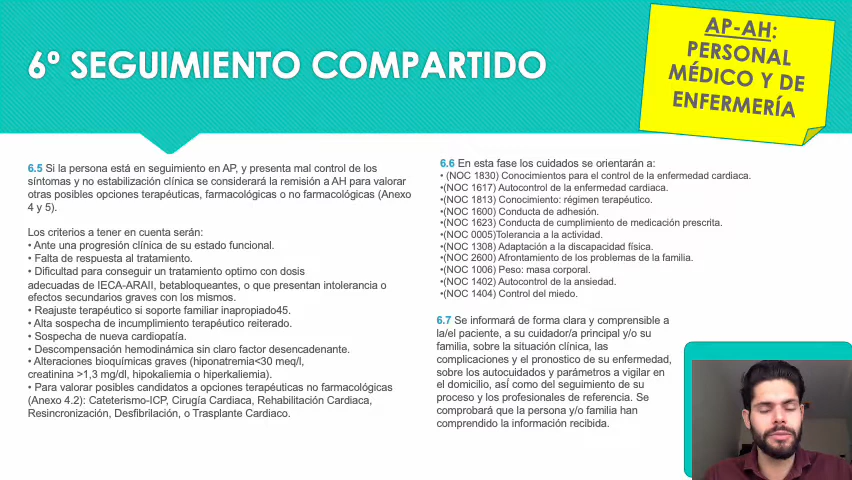 6º SEGUIMIENTO COMPARTIDO
AP-AH:
PERSONAL
MÉDICO Y DE
ENFERMERÍA
6.5 Si la persona está en seguimiento en AP, y presenta mal control de los
síntomas y no estabilización clínica se considerará la remisión a AH para valorar
otras posibles opciones terapéuticas, farmacológicas o no farmacológicas (Anexo
4 y 5).
Los criterios a tener en cuenta serán:
• Ante una progresión clínica de su estado funcional.
• Falta de respuesta al tratamiento.
• Dificultad para conseguir un tratamiento optimo con dosis
adecuadas de IECA-ARAII, betabloqueantes, o que presentan intolerancia o
efectos secundarios graves con los mismos.
• Reajuste terapéutico si soporte familiar inapropiado45.
• Alta sospecha de incumplimiento terapéutico reiterado.
• Sospecha de nueva cardiopatía.
• Descompensación hemodinámica sin claro factor desencadenante.
• Alteraciones bioquímicas graves (hiponatremia<30 meq/l,
creatinina >1,3 mg/dl, hipokaliemia o hiperkaliemia).
• Para valorar posibles candidatos a opciones terapéuticas no farmacológicas
(Anexo 4.2): Cateterismo-ICP, Cirugía Cardiaca, Rehabilitación Cardiaca,
Resincronización, Desfibrilación, o Trasplante Cardiaco.
6.6 En esta fase los cuidados se orientarán a:
• (NOC 1830) Conocimientos para el control de la enfermedad cardiaca.
•(NOC 1617) Autocontrol de la enfermedad cardiaca.
•(NOC 1813) Conocimiento: régimen terapéutico.
•(NOC 1600) Conducta de adhesión.
•(NOC 1623) Conducta de cumplimiento de medicación prescrita.
•(NOC 0005)Tolerancia a la actividad.
•(NOC 1308) Adaptación a la discapacidad física.
•(NOC 2600) Afrontamiento de los problemas de la familia.
•(NOC 1006) Peso: masa corporal.
•(NOC 1402) Autocontrol de la ansiedad.
•(NOC 1404) Control del miedo.
6.7 Se informará de forma clara y comprensible a
la/el paciente, a su cuidador/a principal y/o su
familia, sobre la situación clínica, las
complicaciones y el pronostico de su enfermedad,
sobre los autocuidados y parámetros a vigilar en
el domicilio, así como del seguimiento de su
proceso y los profesionales de referencia. Se
comprobará que la persona y/o familia han
comprendido la información recibida.